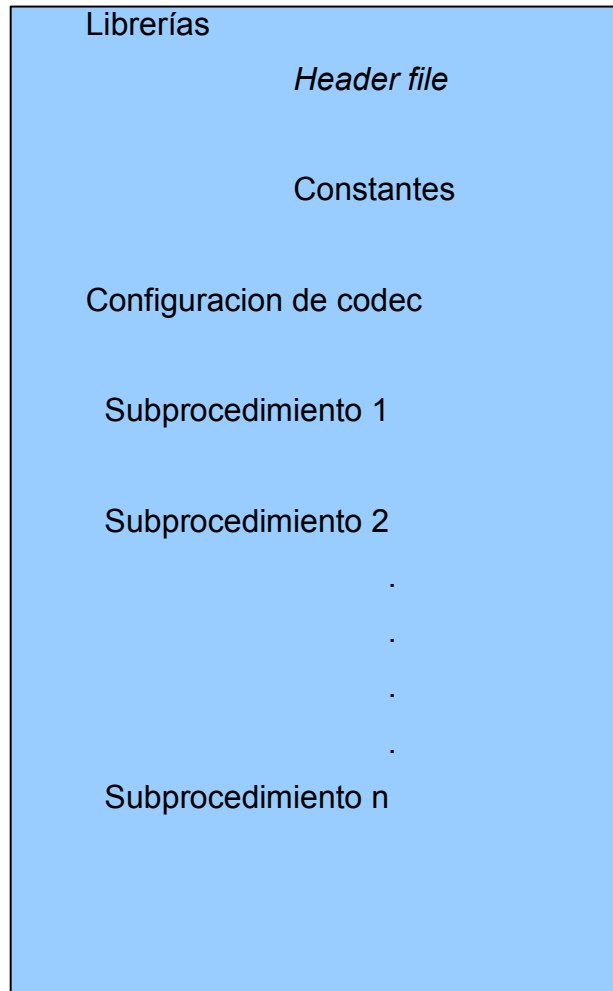 Librerías
Header file
Constantes
Configuracion de codec
Subprocedimiento 1
Subprocedimiento 2
.
.
.
.
Subprocedimiento n